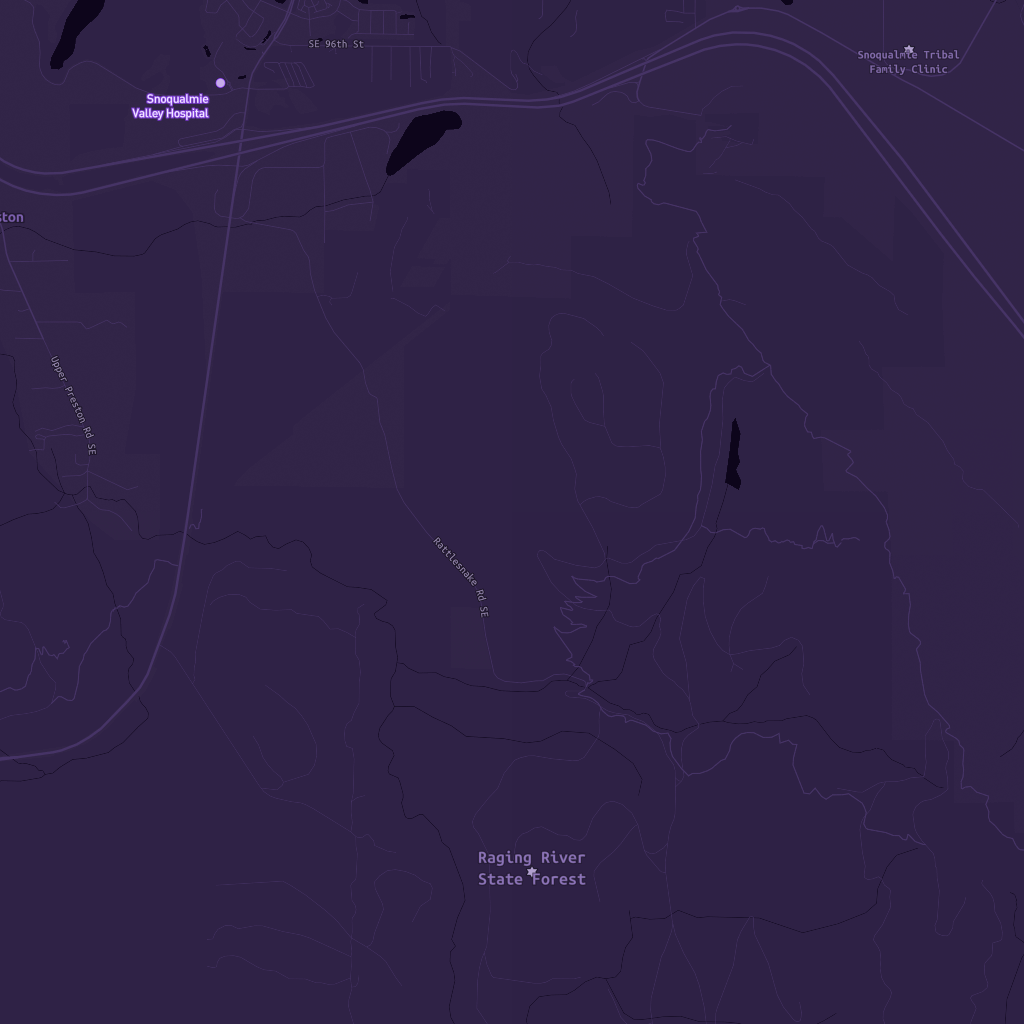 SE 96th St
Snoqualmie Tribal
Family Clinic
Snoqualmie
Valley Hospital
ston
Upper Preston Rd SE
Rattlesnake Rd SE
Raging River
State Forest